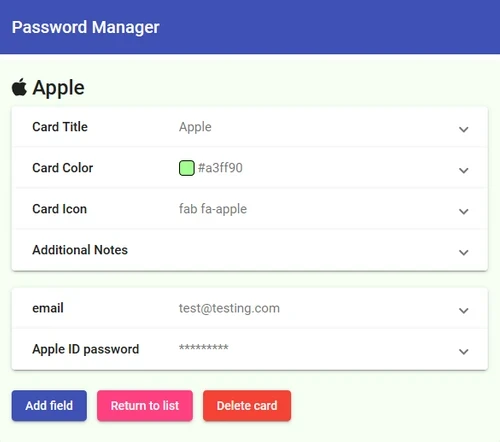 Password Manager
Apple
Card Title Apple
Card Color #a3ff90
Card Icon fab fa-apple
Additional Notes
email test@testing.com
Apple ID password *********
Add field Return to list Delete card